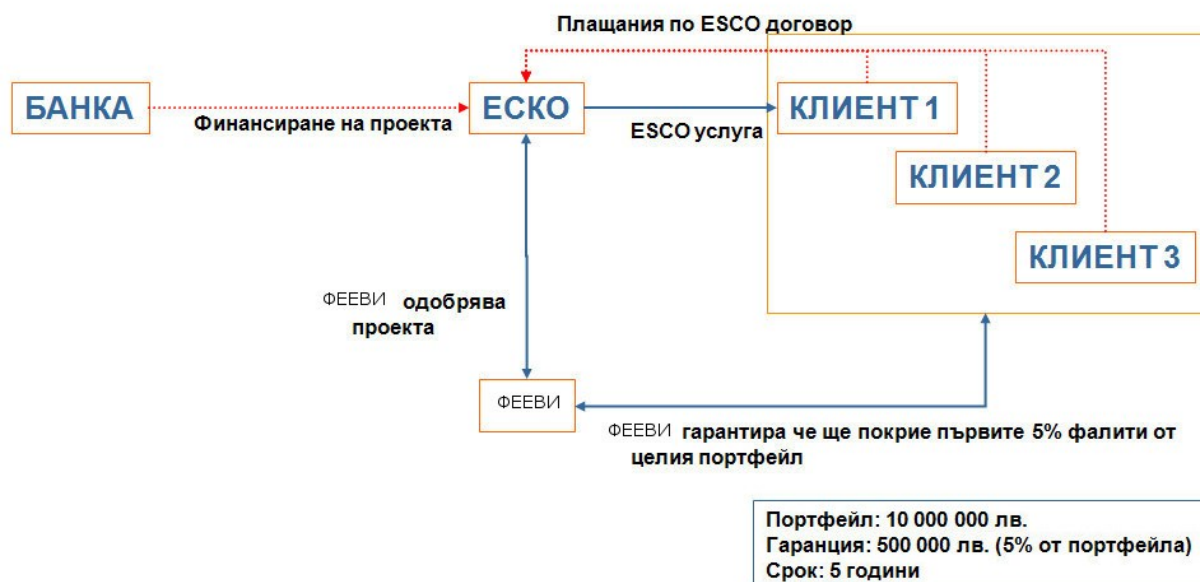 Плащания по ESCO договор
БАНКА
Финансиране на проекта
ЕСКО
ESCO услуга
КЛИЕНТ 1
КЛИЕНТ 2
КЛИЕНТ 3
ФЕЕВИ одобрява
проекта
ФЕЕВИ
ФЕЕВИ гарантира че ще покрие първите 5% фалити от
целия портфейл
Портфейл: 10 000 000 лв.
Гаранция: 500 000 лв. (5% от портфейла)
Срок: 5 години